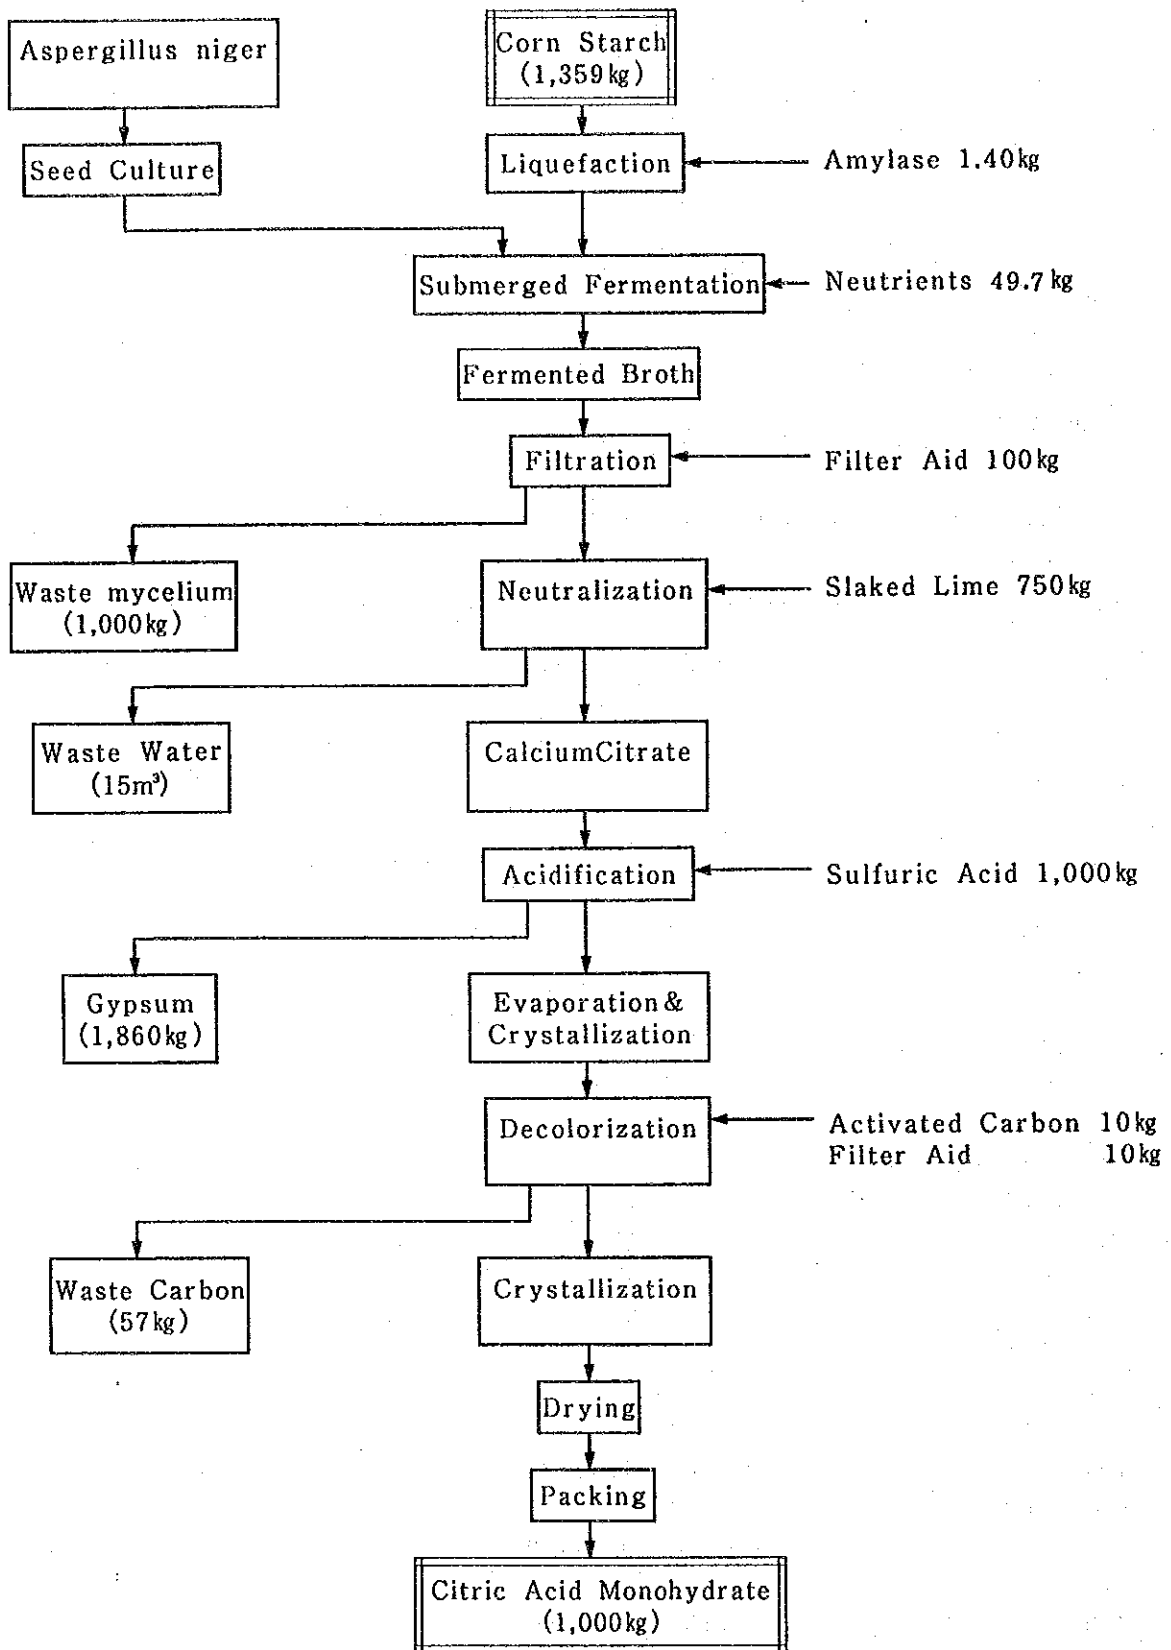 Aspergillus niger
Corn Starch
(1,359kg)
Seed Culture
Liquefaction
Amylase 1.40kg
Submerged Fermentation
Neutrients 49.7kg
Fermented Broth
Filtration
Filter Aid 100kg
Waste mycelium
(1,000kg)
Neutralization
Slaked Lime 750kg
Waste Water
(15m³)
CalciumCitrate
Acidification
Sulfuric Acid 1,000kg
Gypsum
(1,860kg)
Evaporation&
Crystallization
Decolorization
Activated Carbon 10kg
Filter Aid 10kg
Waste Carbon
(57kg)
Crystallization
Drying
Packing
Citric Acid Monohydrate
(1,000kg)